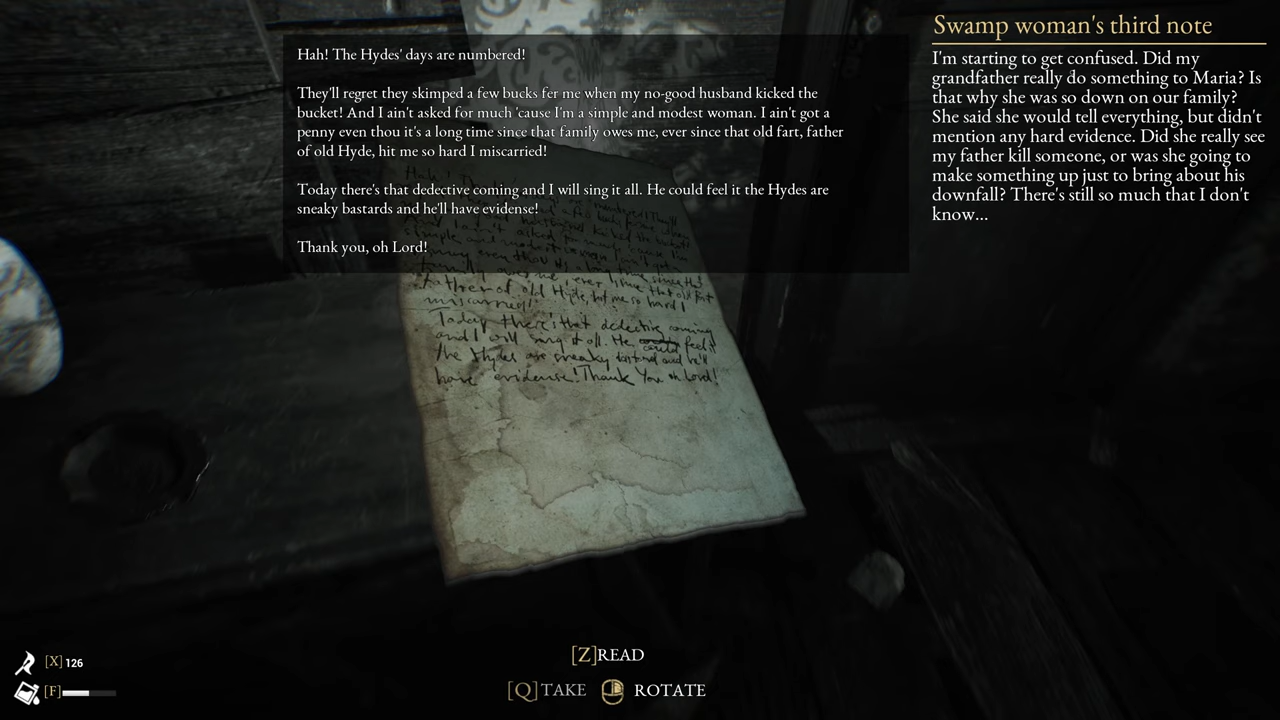 Swamp woman's third note
Hah! The Hydes' days are numbered!
They'll regret they skimped a few bucks fer me when my no-good husband kicked the
bucket! And I ain't asked for much 'cause I'm a simple and modest woman. I ain't got a
penny even thou it's a long time since that family owes me, ever since that old fart, father
of old Hyde, hit me so hard I miscarried!
Today there's that dedective coming and I will sing it all. He could feel it the Hydes are
sneaky bastards and he'll have evidense!
Thank you, oh Lord!
I'm starting to get confused. Did my
grandfather really do something to Maria? Is
that why she was so down on our family?
She said she would tell everything, but didn't
mention any hard evidence. Did she really see
my father kill someone, or was she going to
make something up just to bring about his
downfall? There's still so much that I don't
know...
father of old Hyde, hit me so hard I
miscarried!
Today there's that dedective coming
and I will sing it all. He could feel it
the Hydes are sneaky bastard and he'll
have evidense! Thank You oh Lord!
[Z]READ
[Q]TAKE ROTATE
[X] 126
[F]